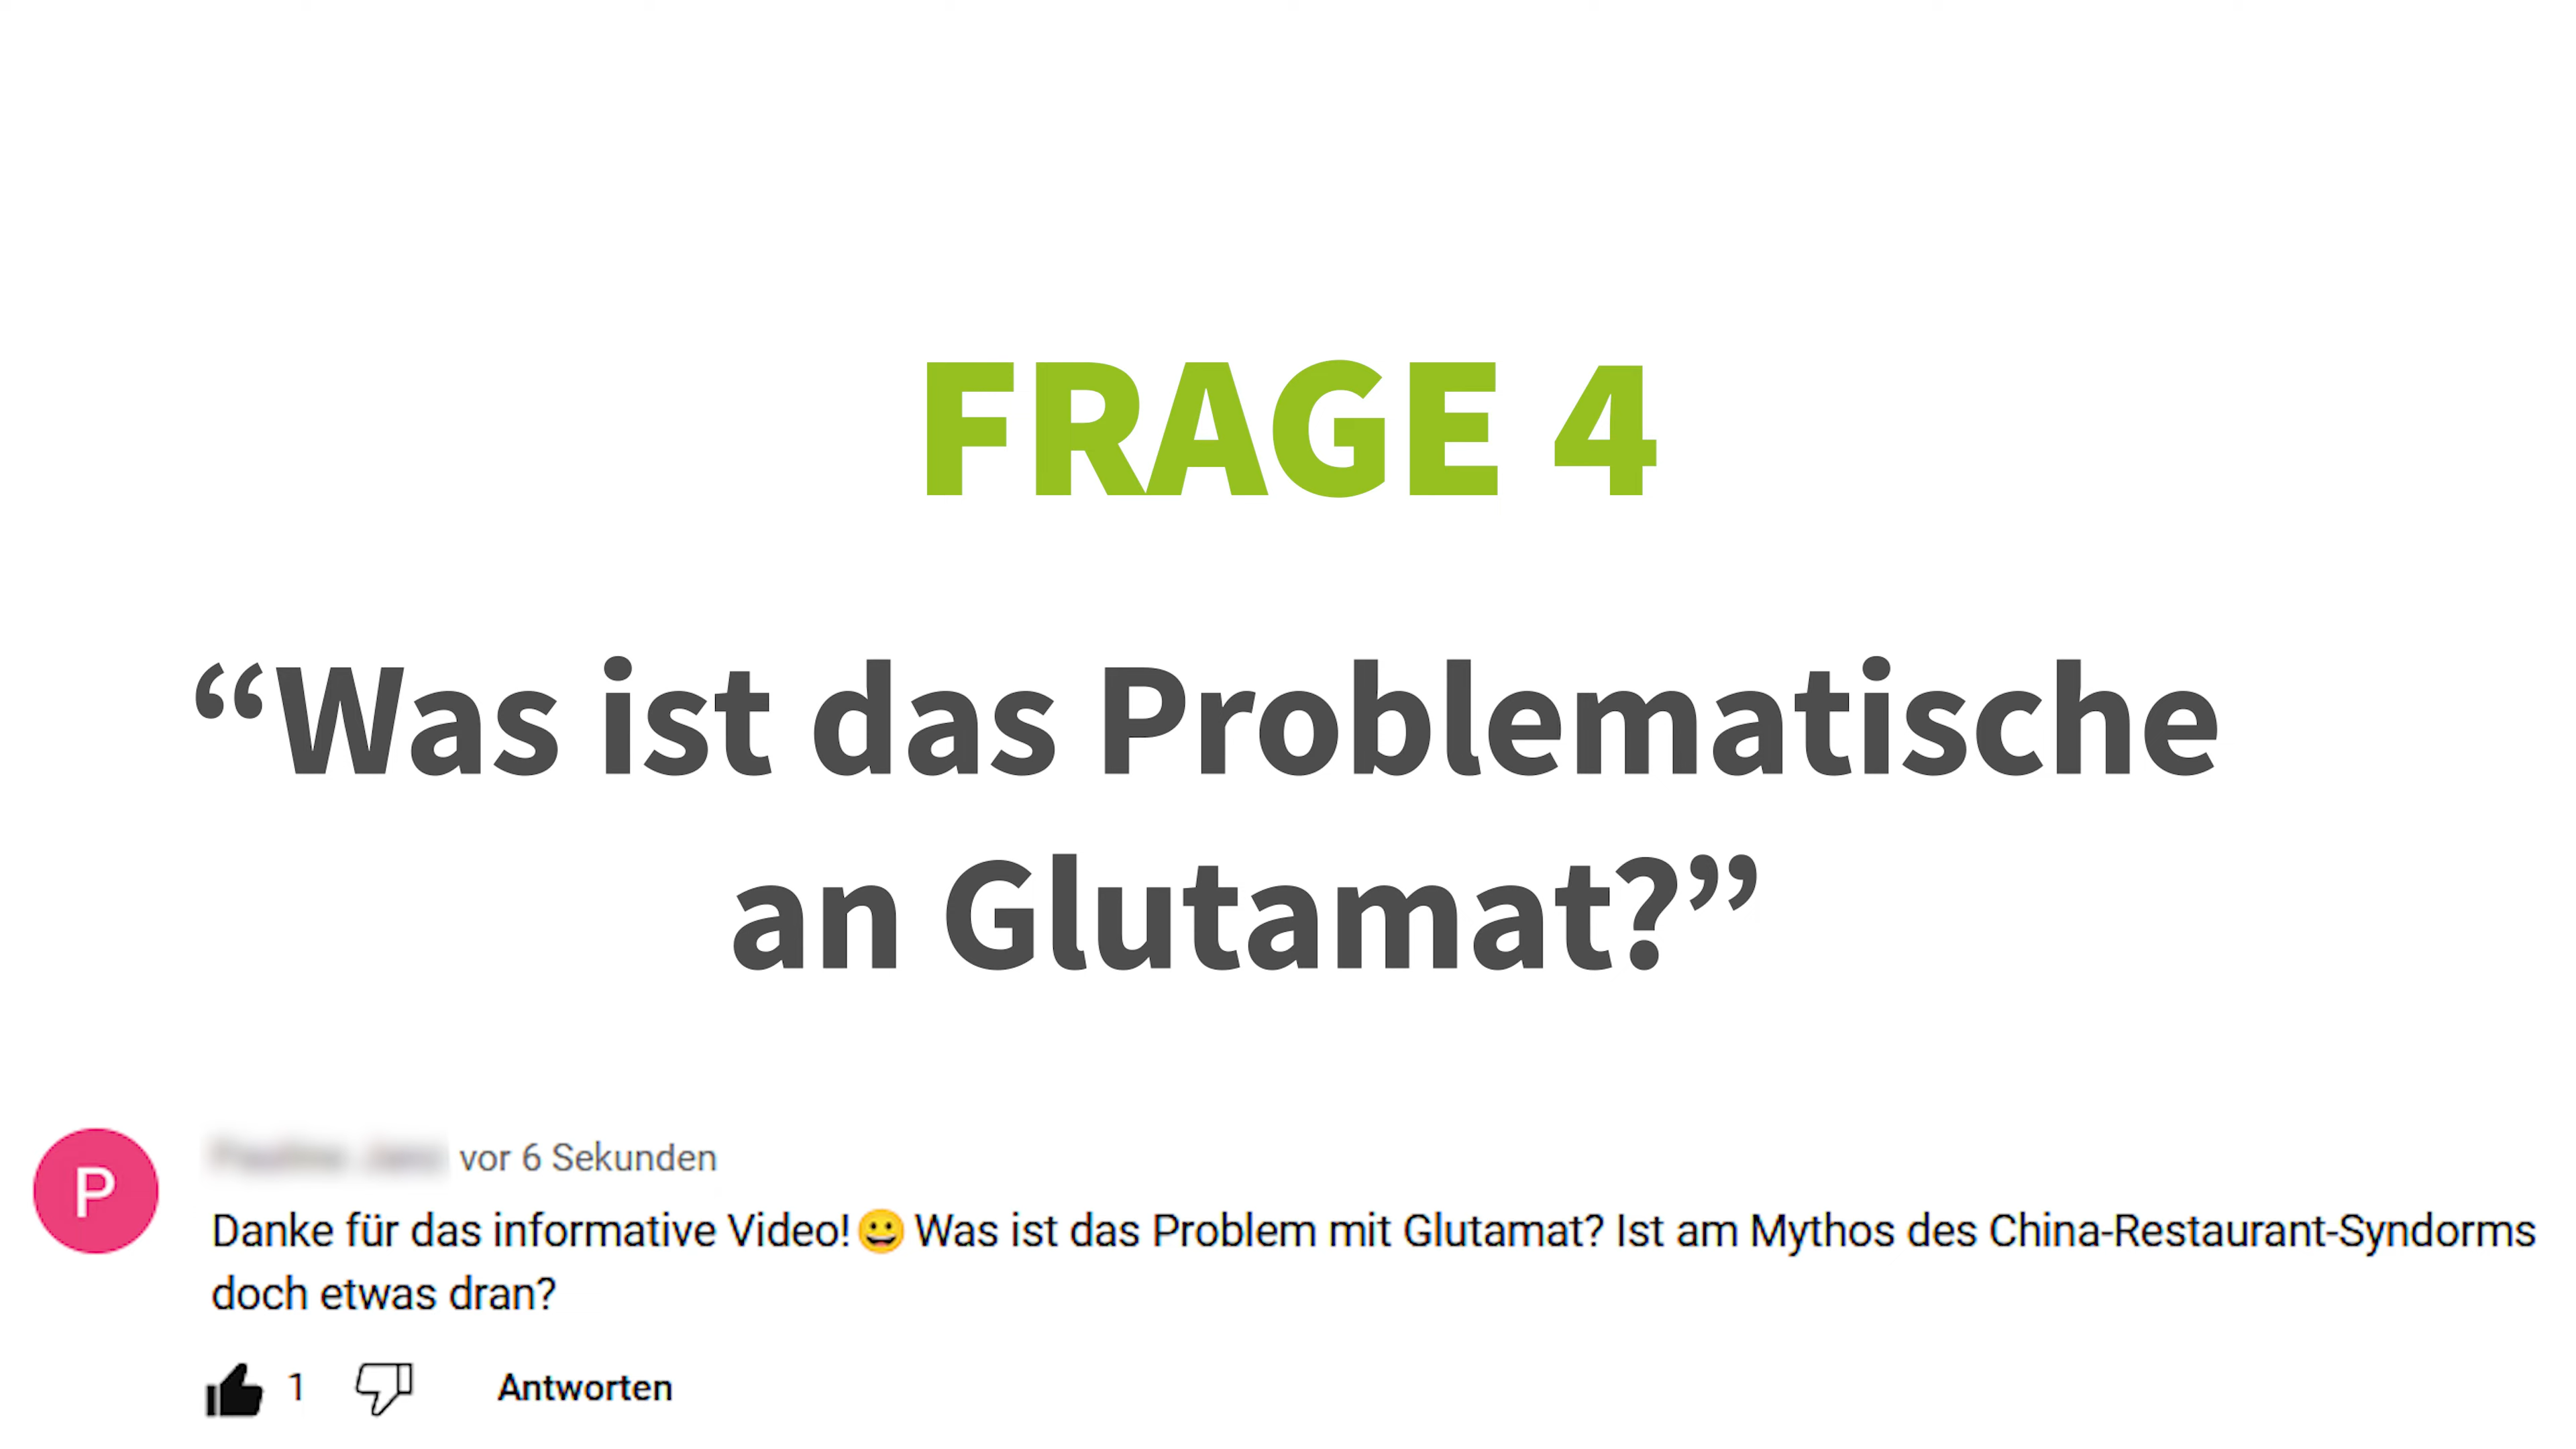 FRAGE 4
“Was ist das Problematische
an Glutamat?”
P
vor 6 Sekunden
Danke für das informative Video!😀 Was ist das Problem mit Glutamat? Ist am Mythos des China-Restaurant-Syndorms
doch etwas dran?
1 Antworten